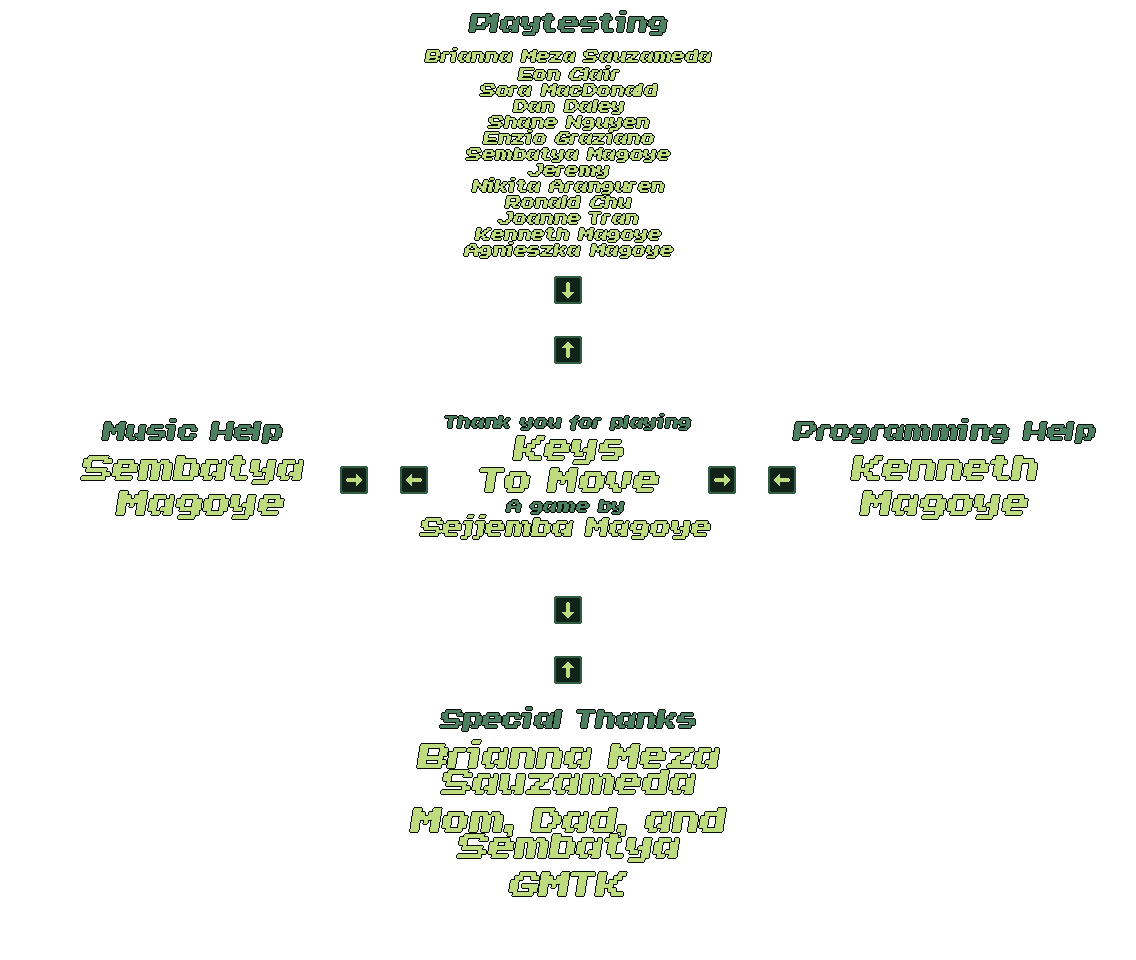 Playtesting
Brianna Meza Sauzameda
Eon Clair
Sora MacDonald
Dan Daley
Shane Nguyen
Enzio Graziano
Sembatya Magoye
Jeremy
Nikita Aranguren
Ronald Chu
Joanne Tran
Kenneth Magoye
Agnieszka Magoye
Music Help
Sembatya
Magoye
Thank you for playing
Keys
To Move
A game by
Sejjemba Magoye
Programming Help
Kenneth
Magoye
Special Thanks
Brianna Meza
Sauzameda
Mom, Dad, and
Sembatya
GMTK